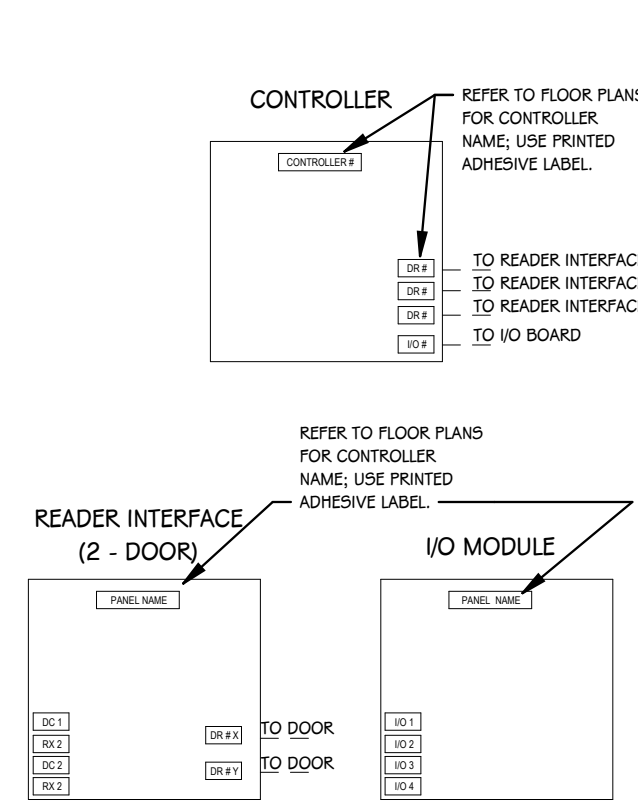 CONTROLLER
REFER TO FLOOR PLANS
FOR CONTROLLER
NAME; USE PRINTED
ADHESIVE LABEL.
CONTROLLER #
DR #
TO READER INTERFACE
DR #
TO READER INTERFACE
DR #
TO READER INTERFACE
I/O #
TO I/O BOARD
REFER TO FLOOR PLANS
FOR CONTROLLER
NAME; USE PRINTED
ADHESIVE LABEL.
READER INTERFACE
(2 - DOOR)
PANEL NAME
DC 1
RX 2
DC 2
RX 2
DR # X
TO DOOR
DR # Y
TO DOOR
I/O MODULE
PANEL NAME
I/O 1
I/O 2
I/O 3
I/O 4